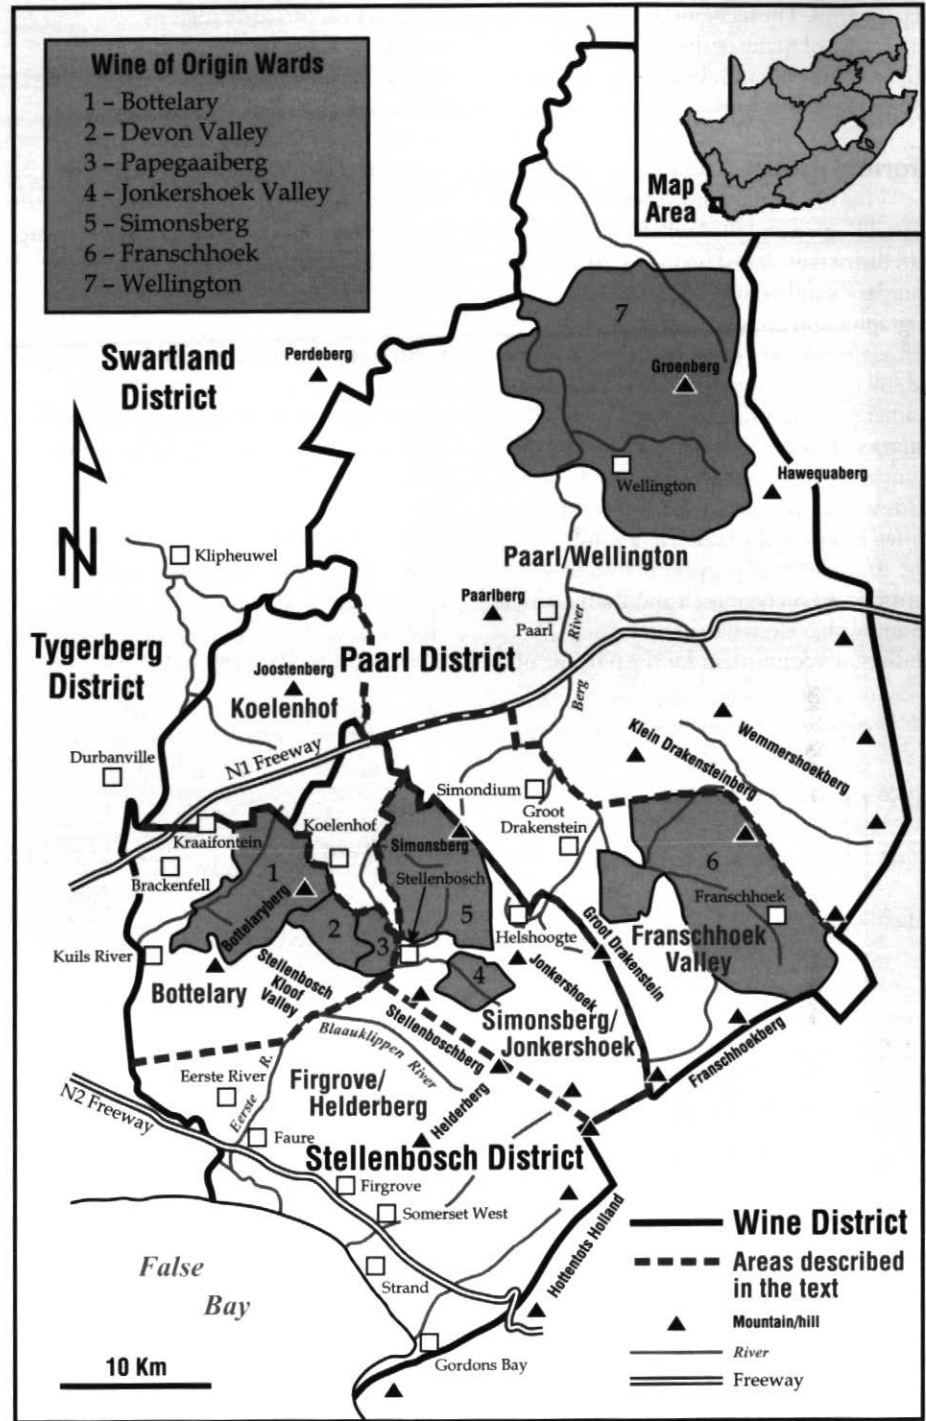 Wine of Origin Wards
1 – Bottelary
2 – Devon Valley
3 – Papegaaiberg
4 – Jonkershoek Valley
5 – Simonsberg
6 – Franschhoek
7 – Wellington
Map
Area
Swartland
District
Perdeberg
7
Groenberg
Wellington
Hawequaberg
N
Klipheuwel
Paarl/Wellington
Paarlberg
Paarl
Berg River
Tygerberg
District
Joostenberg
Paarl District
Koelenhof
N1 Freeway
Durbanville
Klein Drakensteinberg
Wemmershoekberg
Simondium
Groot
Drakenstein
Kraaifontein
Koelenhof
Simonsberg
Brackenfell
1
Stellenbosch
6
Franschhoek
Bottelaryberg
2
3
5
Helshoogte
Groot Drakenstein
Franschhoek
Valley
Kuils River
Bottelary
Stellenbosch
Kloof
Valley
4
Jonkershoek
Simonsberg/
Jonkershoek
Stellenboschberg
Blaauuklippen River
Franschhoekberg
Eerste River
Eerste R.
Firgrove/
Helderberg
Helderberg
N2 Freeway
Faure
Stellenbosch District
Firgrove
Somerset West
Hottentots Holland
Strand
False
Bay
Gordons Bay
10 Km
Wine District
Areas described
in the text
Mountain/hill
River
Freeway